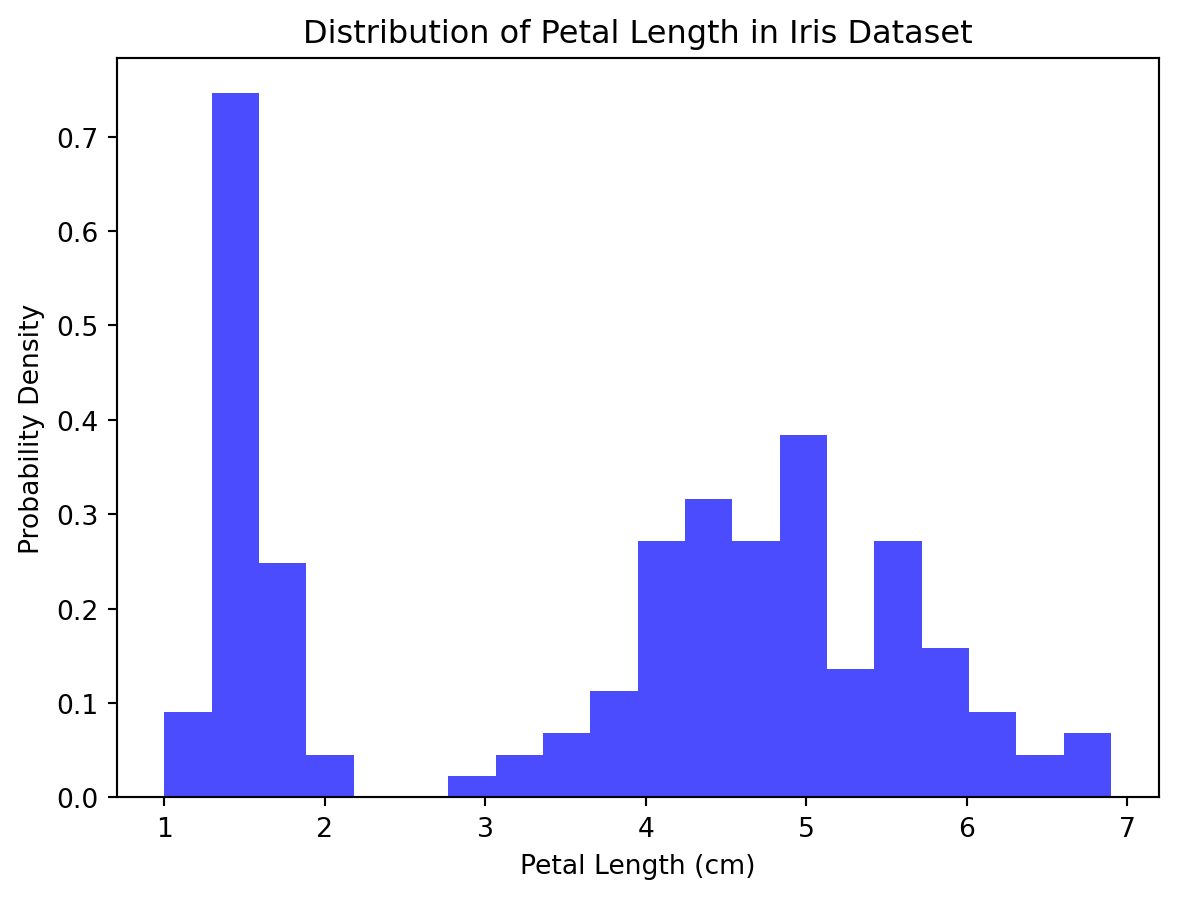 Distribution of Petal Length in Iris Dataset
Probability Density
0.7
0.6
0.5
0.4
0.3
0.2
0.1
0.0
1 2 3 4 5 6 7
Petal Length (cm)